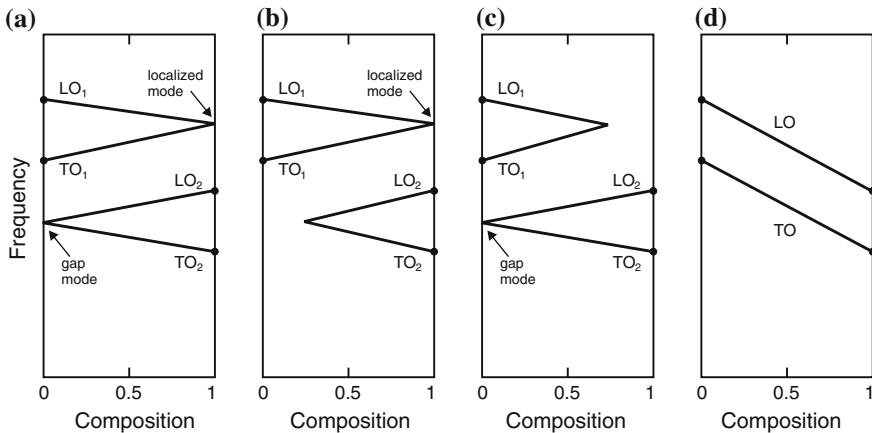 (a)
localized
mode
LO1
TO1
LO2
TO2
gap
mode
Frequency
0
0.5
1
Composition
(b)
localized
mode
LO1
TO1
LO2
TO2
0
0.5
1
Composition
(c)
LO1
TO1
LO2
TO2
gap
mode
0
0.5
1
Composition
(d)
LO
TO
0
0.5
1
Composition